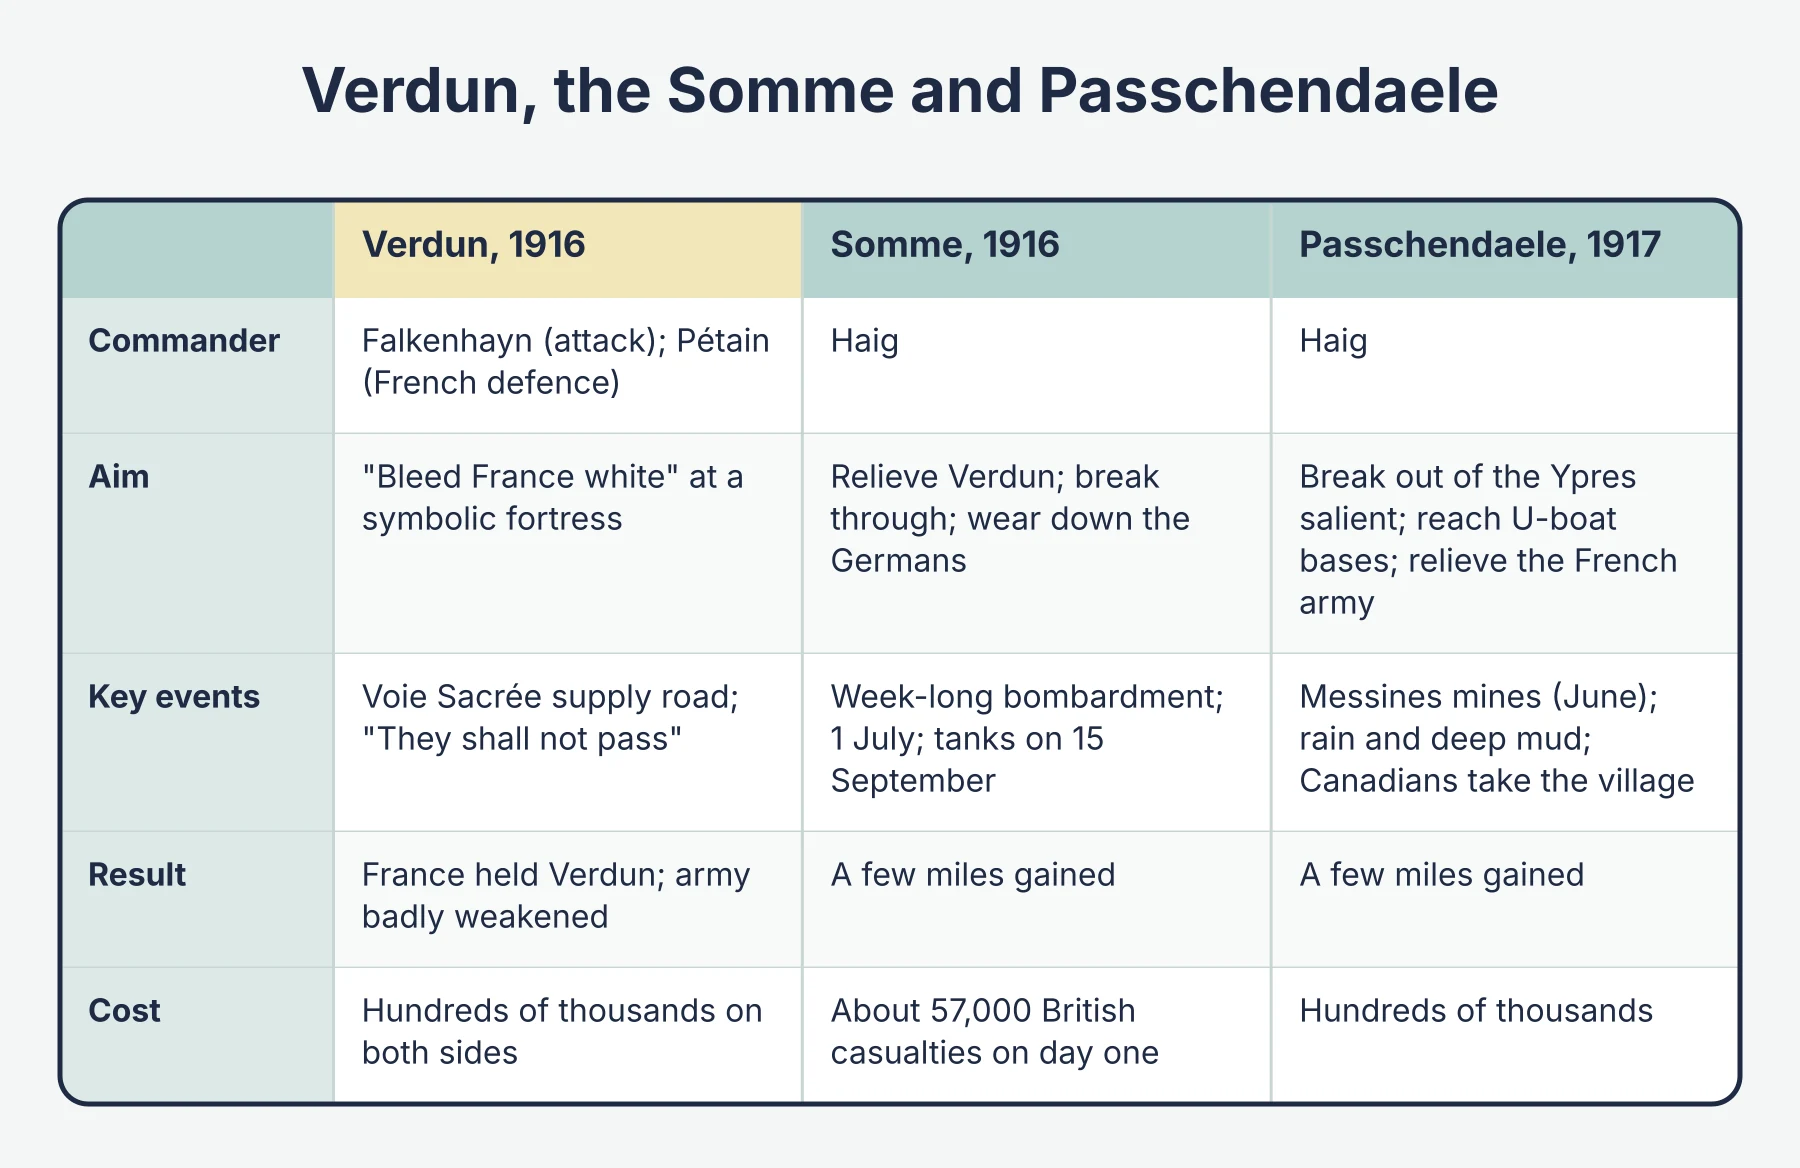 Verdun, the Somme and Passchendaele
Verdun, 1916
Somme, 1916
Passchendaele, 1917
Commander
Falkenhayn (attack); Pétain
(French defence)
Haig
Haig
Aim
"Bleed France white" at a
symbolic fortress
Relieve Verdun; break
through; wear down the
Germans
Break out of the Ypres
salient; reach U-boat
bases; relieve the French
army
Key events
Voie Sacrée supply road;
"They shall not pass"
Week-long bombardment;
1 July; tanks on 15
September
Messines mines (June);
rain and deep mud;
Canadians take the village
Result
France held Verdun; army
badly weakened
A few miles gained
A few miles gained
Cost
Hundreds of thousands on
both sides
About 57,000 British
casualties on day one
Hundreds of thousands